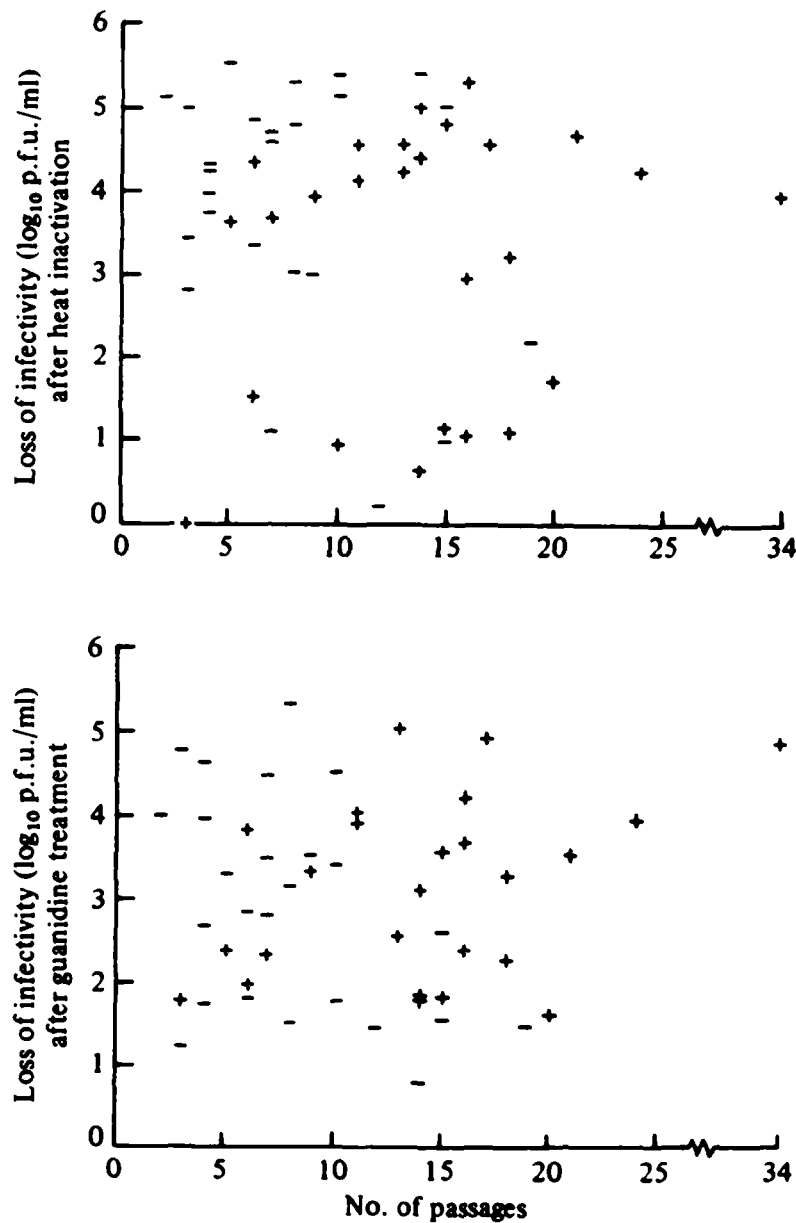 Loss of infectivity (log₁₀ p.f.u./ml)
after heat inactivation
6
5
4
3
2
1
0
0 5 10 15 20 25 34
Loss of infectivity (log₁₀ p.f.u./ml)
after guanidine treatment
6
5
4
3
2
1
0
0 5 10 15 20 25 34
No. of passages